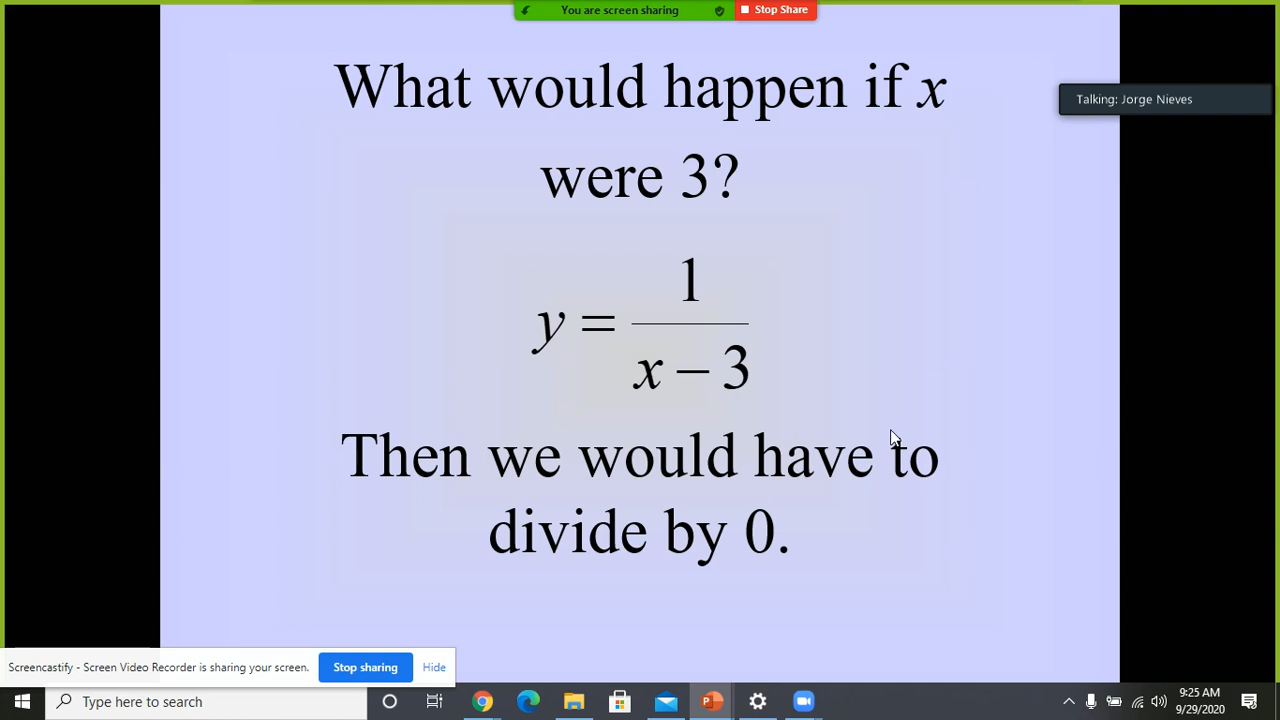 You are screen sharing
Stop Share
What would happen if x
Talking: Jorge Nieves
were 3?
1
y =
x − 3
Then we would have to
divide by 0.
Screencastify - Screen Video Recorder is sharing your screen.
Stop sharing
Hide
Type here to search
9:25 AM
9/29/2020